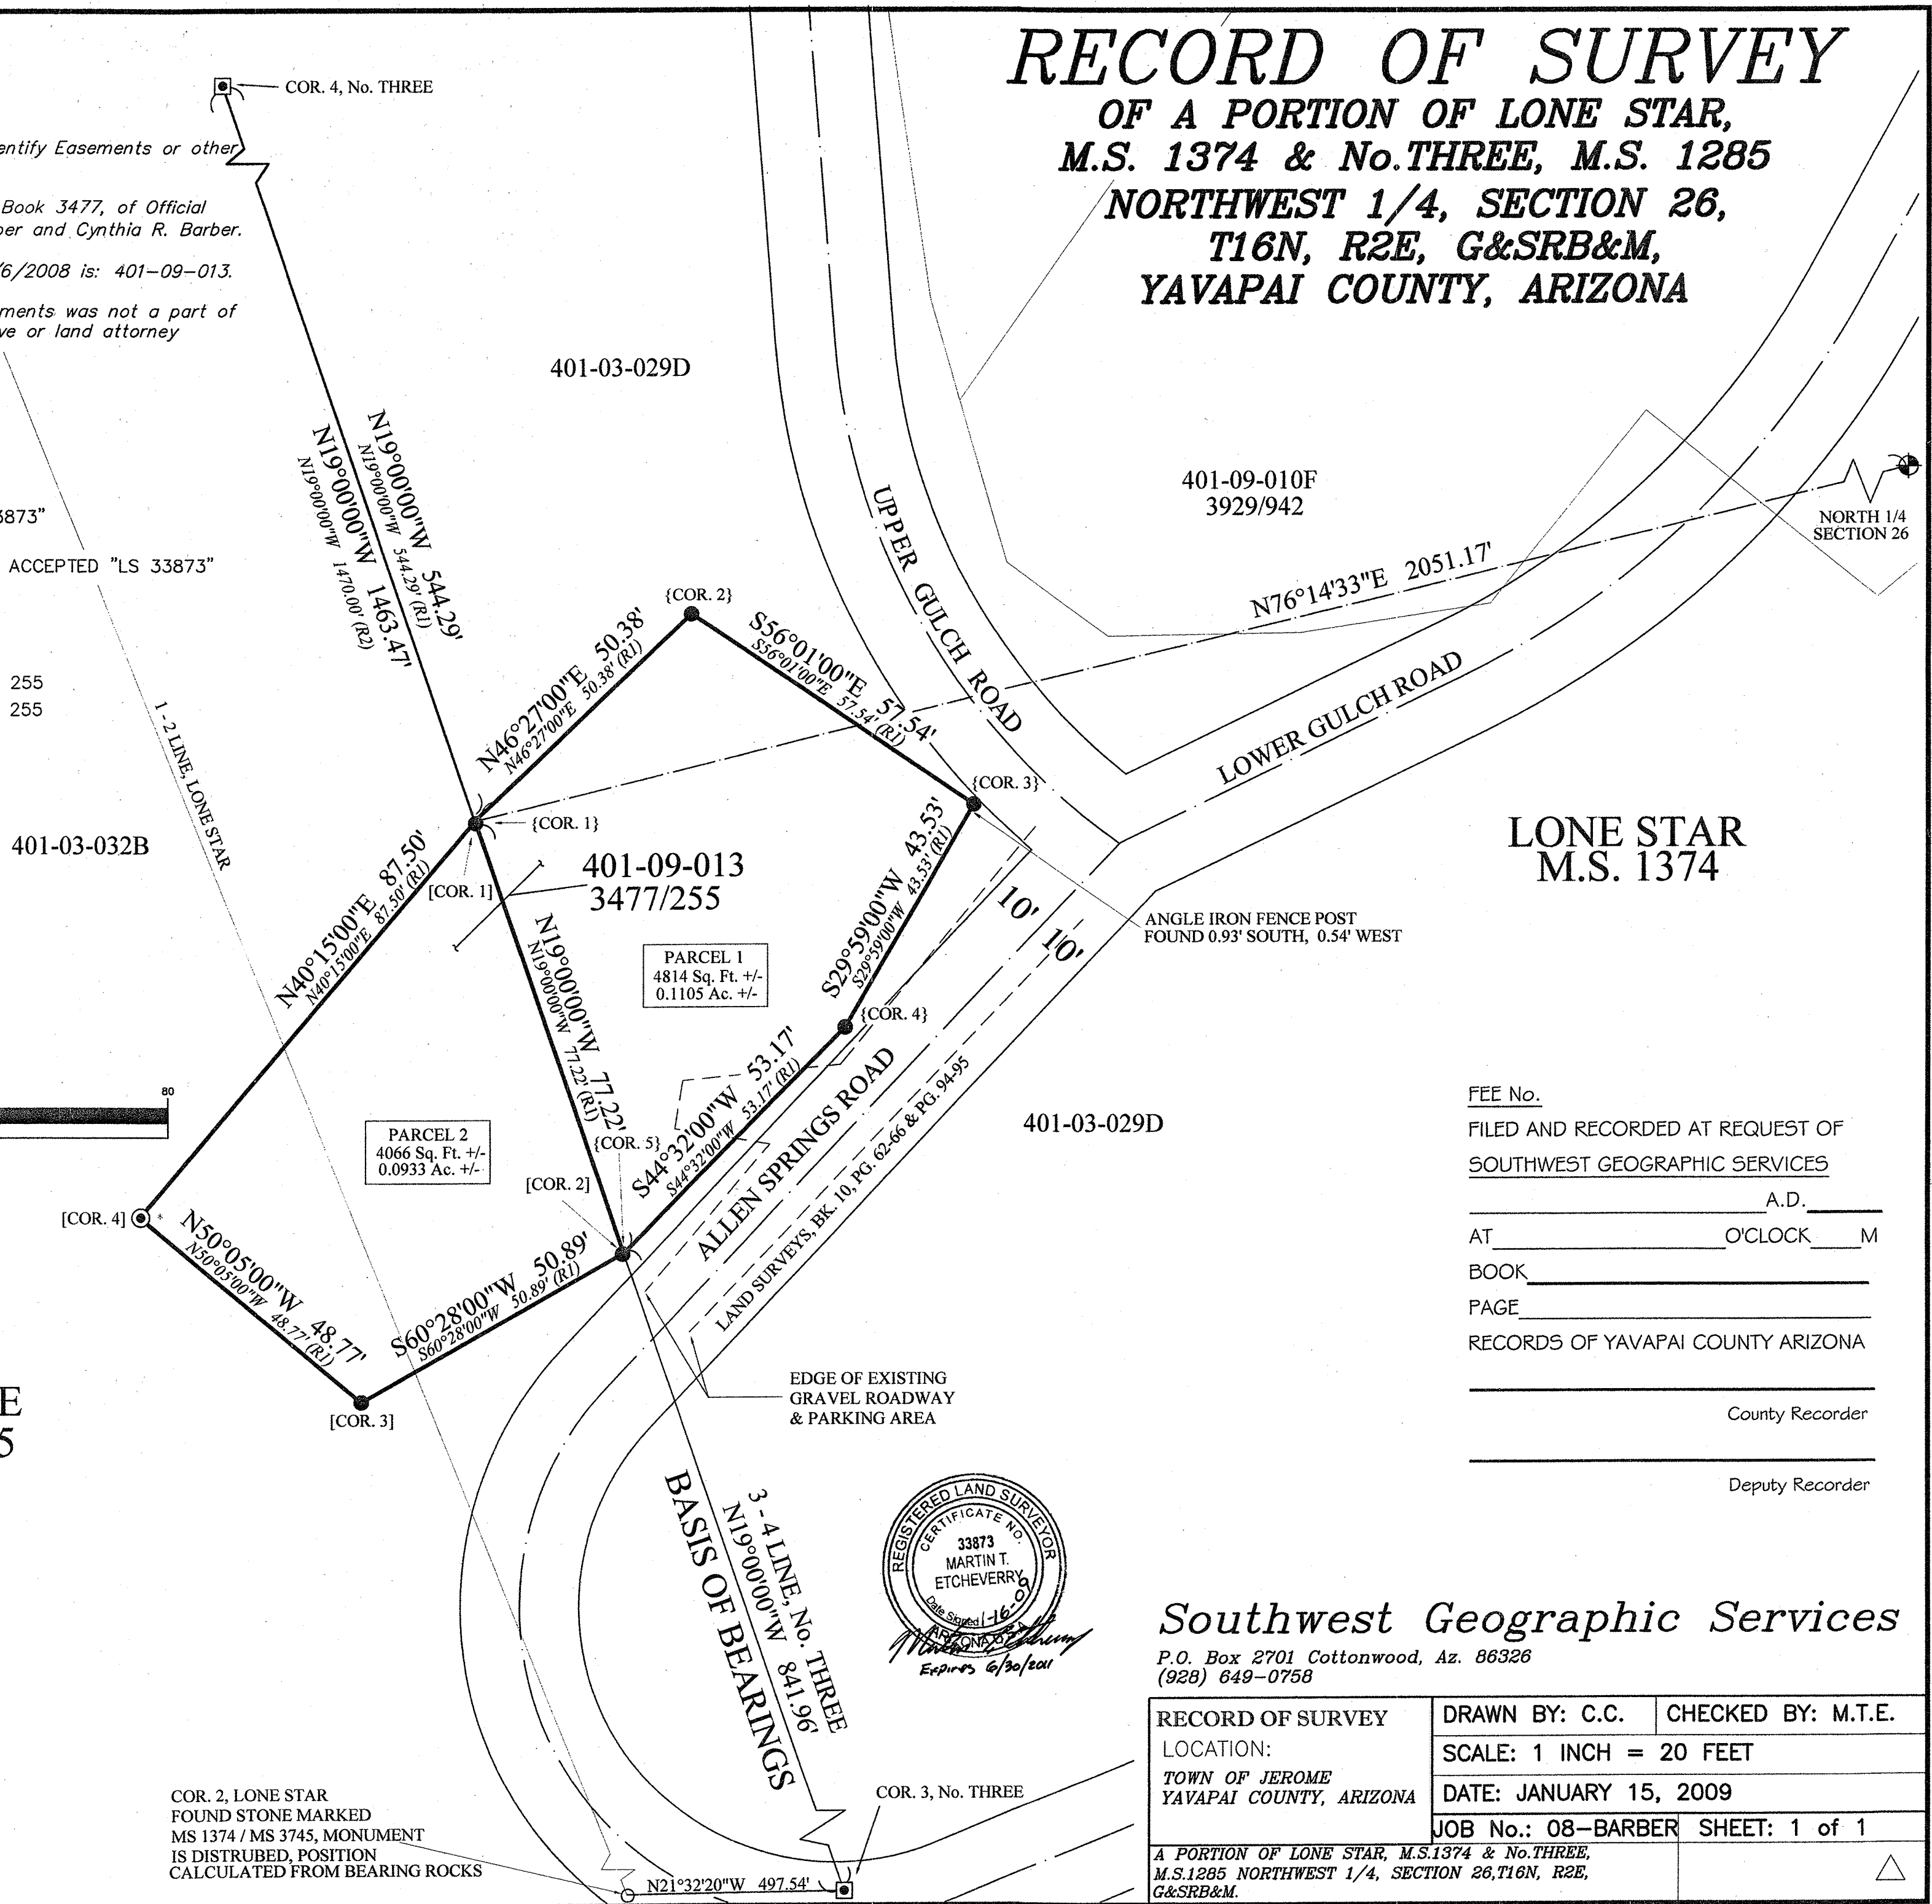 RECORD OF SURVEY
OF A PORTION OF LONE STAR,
M.S. 1374 & No.THREE, M.S. 1285
NORTHWEST 1/4, SECTION 26,
T16N, R2E, G&SRB&M,
YAVAPAI COUNTY, ARIZONA
COR. 4, No. THREE
entify Easements or other
Book 3477, of Official
ber and Cynthia R. Barber.
/6/2008 is: 401-09-013.
ments was not a part of
ve or land attorney
401-03-029D
401-09-010F
3929/942
NORTH 1/4
SECTION 26
3873"
ACCEPTED "LS 33873"
255
255
N19°00'00"W 544.29'
N19°00'00"W 544.29' (R1)
N19°00'00"W 1463.47'
N19°00'00"W 1470.00' (R2)
UPPER GULCH ROAD
N76°14'33"E 2051.17'
LOWER GULCH ROAD
{COR. 2}
N46°27'00"E 50.38'
N46°27'00"E 50.38' (R1)
S56°01'00"E 57.54'
S56°01'00"E 57.54' (R1)
{COR. 3}
1 - 2 LINE, LONE STAR
401-03-032B
{COR. 1}
[COR. 1]
401-09-013
3477/255
LONE STAR
M.S. 1374
N40°15'00"E 87.50'
N40°15'00"E 87.50' (R1)
S29°59'00"W 43.53'
S29°59'00"W 43.53' (R1)
10'
10'
ANGLE IRON FENCE POST
FOUND 0.93' SOUTH, 0.54' WEST
PARCEL 1
4814 Sq. Ft. +/-
0.1105 Ac. +/-
N19°00'00"W 77.22'
N19°00'00"W 77.22' (R1)
{COR. 4}
S44°32'00"W 53.17'
S44°32'00"W 53.17' (R1)
ALLEN SPRINGS ROAD
LAND SURVEYS, BK. 10, PG. 62-66 & PG. 94-95
401-03-029D
80
PARCEL 2
4066 Sq. Ft. +/-
0.0933 Ac. +/-
{COR. 5}
[COR. 2]
[COR. 4] *
N50°05'00"W 48.77'
N50°05'00"W 48.77' (R1)
S60°28'00"W 50.89'
S60°28'00"W 50.89' (R1)
[COR. 3]
E
5
EDGE OF EXISTING
GRAVEL ROADWAY
& PARKING AREA
FEE No.
FILED AND RECORDED AT REQUEST OF
SOUTHWEST GEOGRAPHIC SERVICES
A.D.
AT O'CLOCK M
BOOK
PAGE
RECORDS OF YAVAPAI COUNTY ARIZONA
County Recorder
Deputy Recorder
BASIS OF BEARINGS
3 - 4 LINE, No. THREE
N19°00'00"W 841.96'
REGISTERED LAND SURVEYOR
CERTIFICATE NO.
33873
MARTIN T.
ETCHEVERRY
Date Signed 1-16-09
ARIZONA U.S.A.
Expires 6/30/2011
COR. 2, LONE STAR
FOUND STONE MARKED
MS 1374 / MS 3745, MONUMENT
IS DISTRUBED, POSITION
CALCULATED FROM BEARING ROCKS
N21°32'20"W 497.54'
COR. 3, No. THREE
Southwest Geographic Services
P.O. Box 2701 Cottonwood, Az. 86326
(928) 649-0758
RECORD OF SURVEY
LOCATION:
TOWN OF JEROME
YAVAPAI COUNTY, ARIZONA
DRAWN BY: C.C. CHECKED BY: M.T.E.
SCALE: 1 INCH = 20 FEET
DATE: JANUARY 15, 2009
JOB No.: 08-BARBER SHEET: 1 of 1
A PORTION OF LONE STAR, M.S.1374 & No.THREE,
M.S.1285 NORTHWEST 1/4, SECTION 26,T16N, R2E,
G&SRB&M.